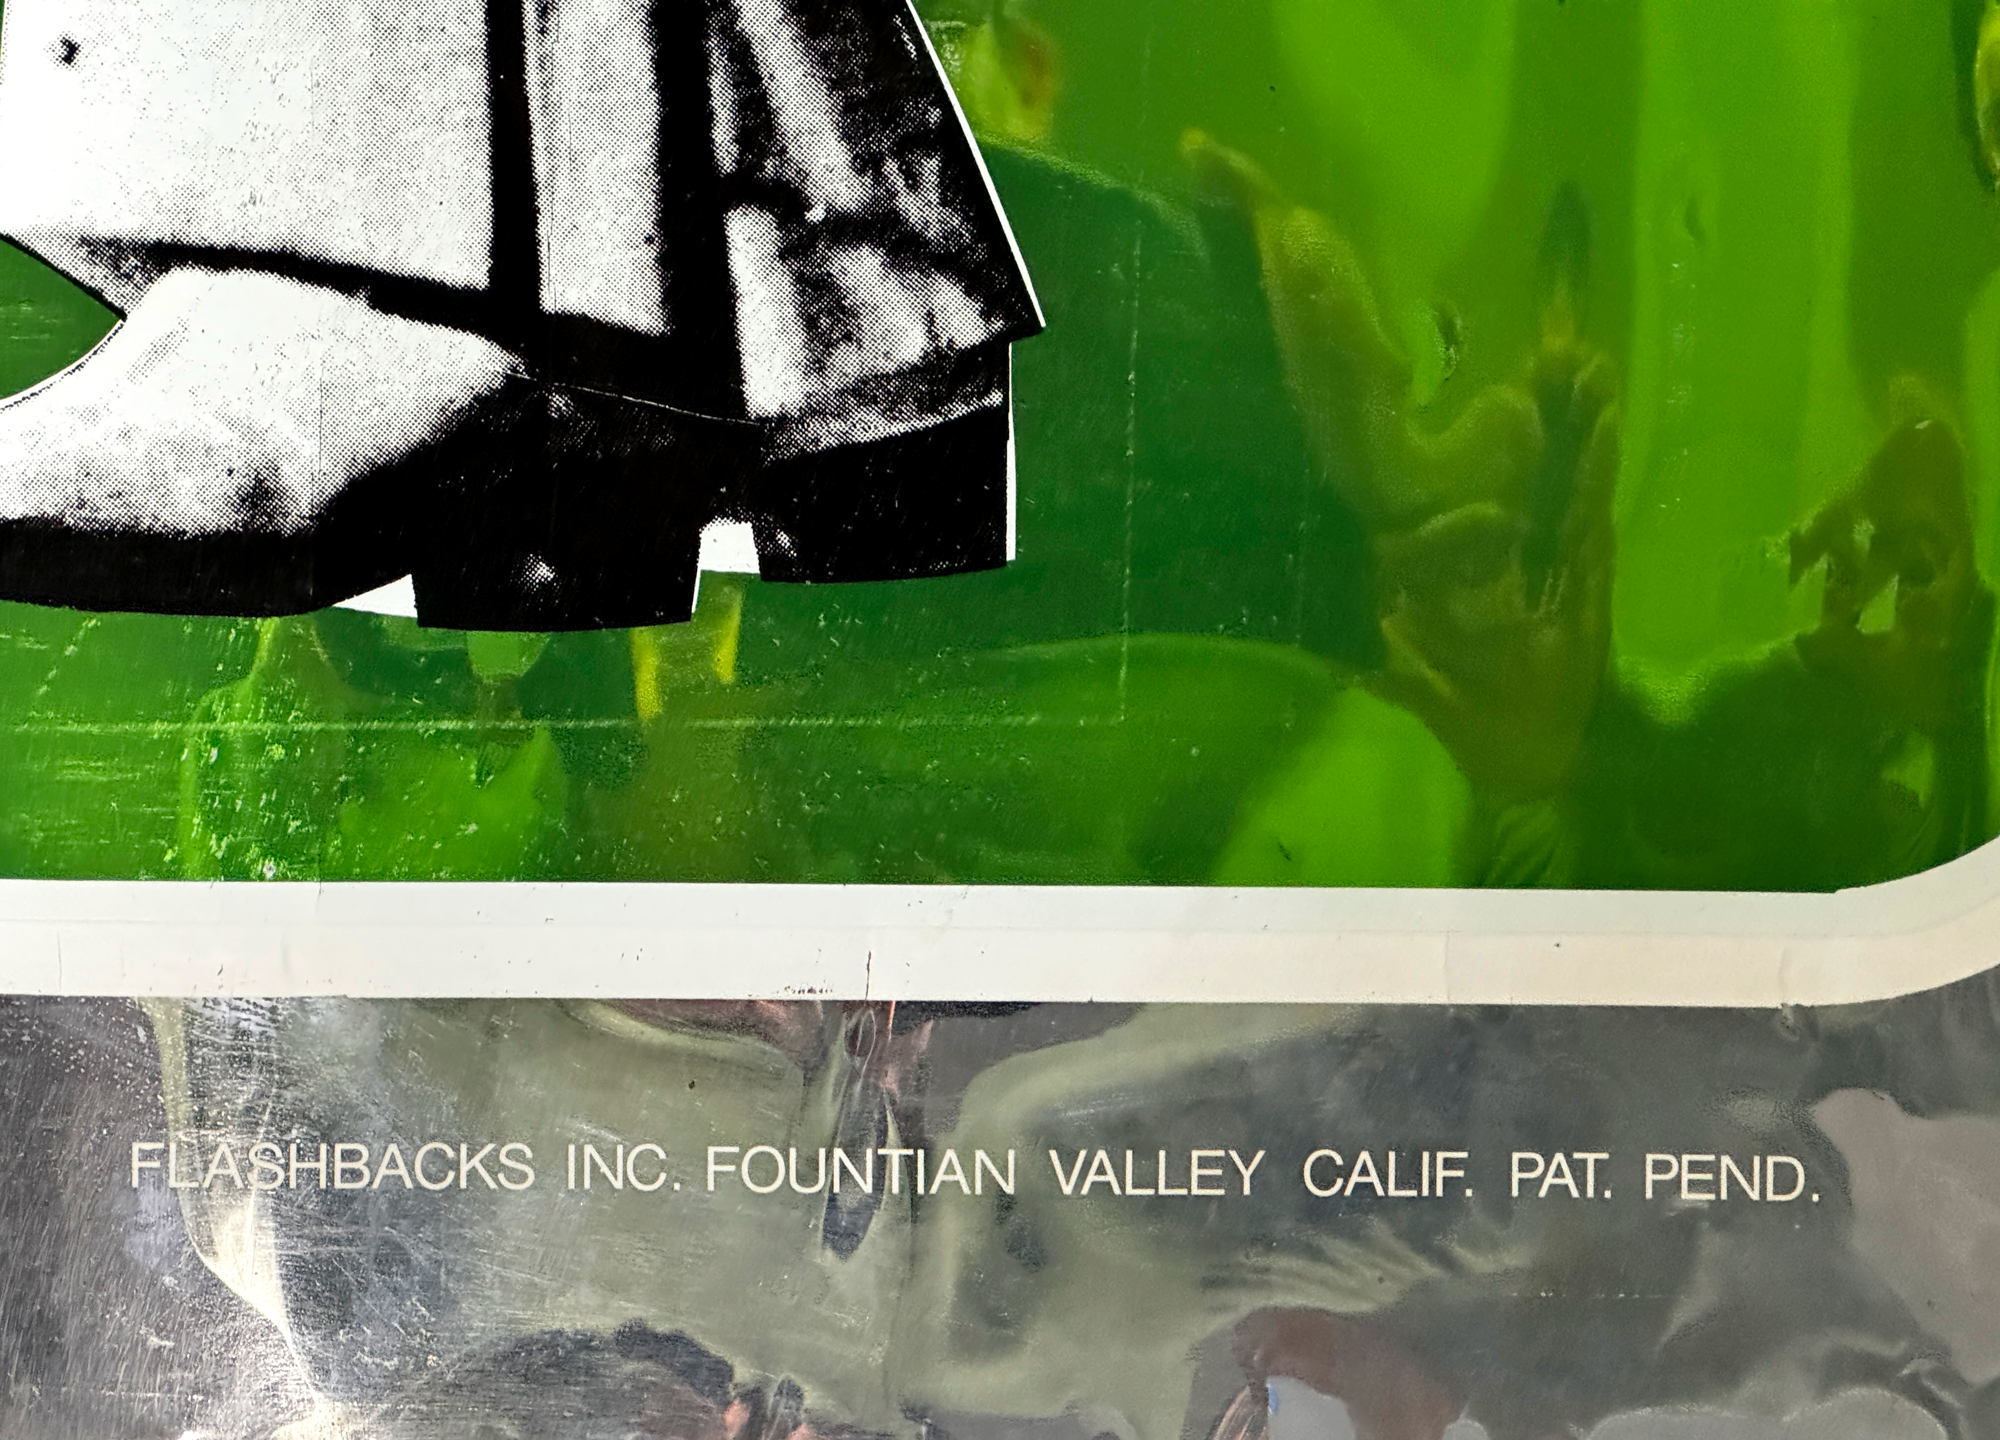 FLASHBACKS INC. FOUNTIAN VALLEY CALIF. PAT. PEND.